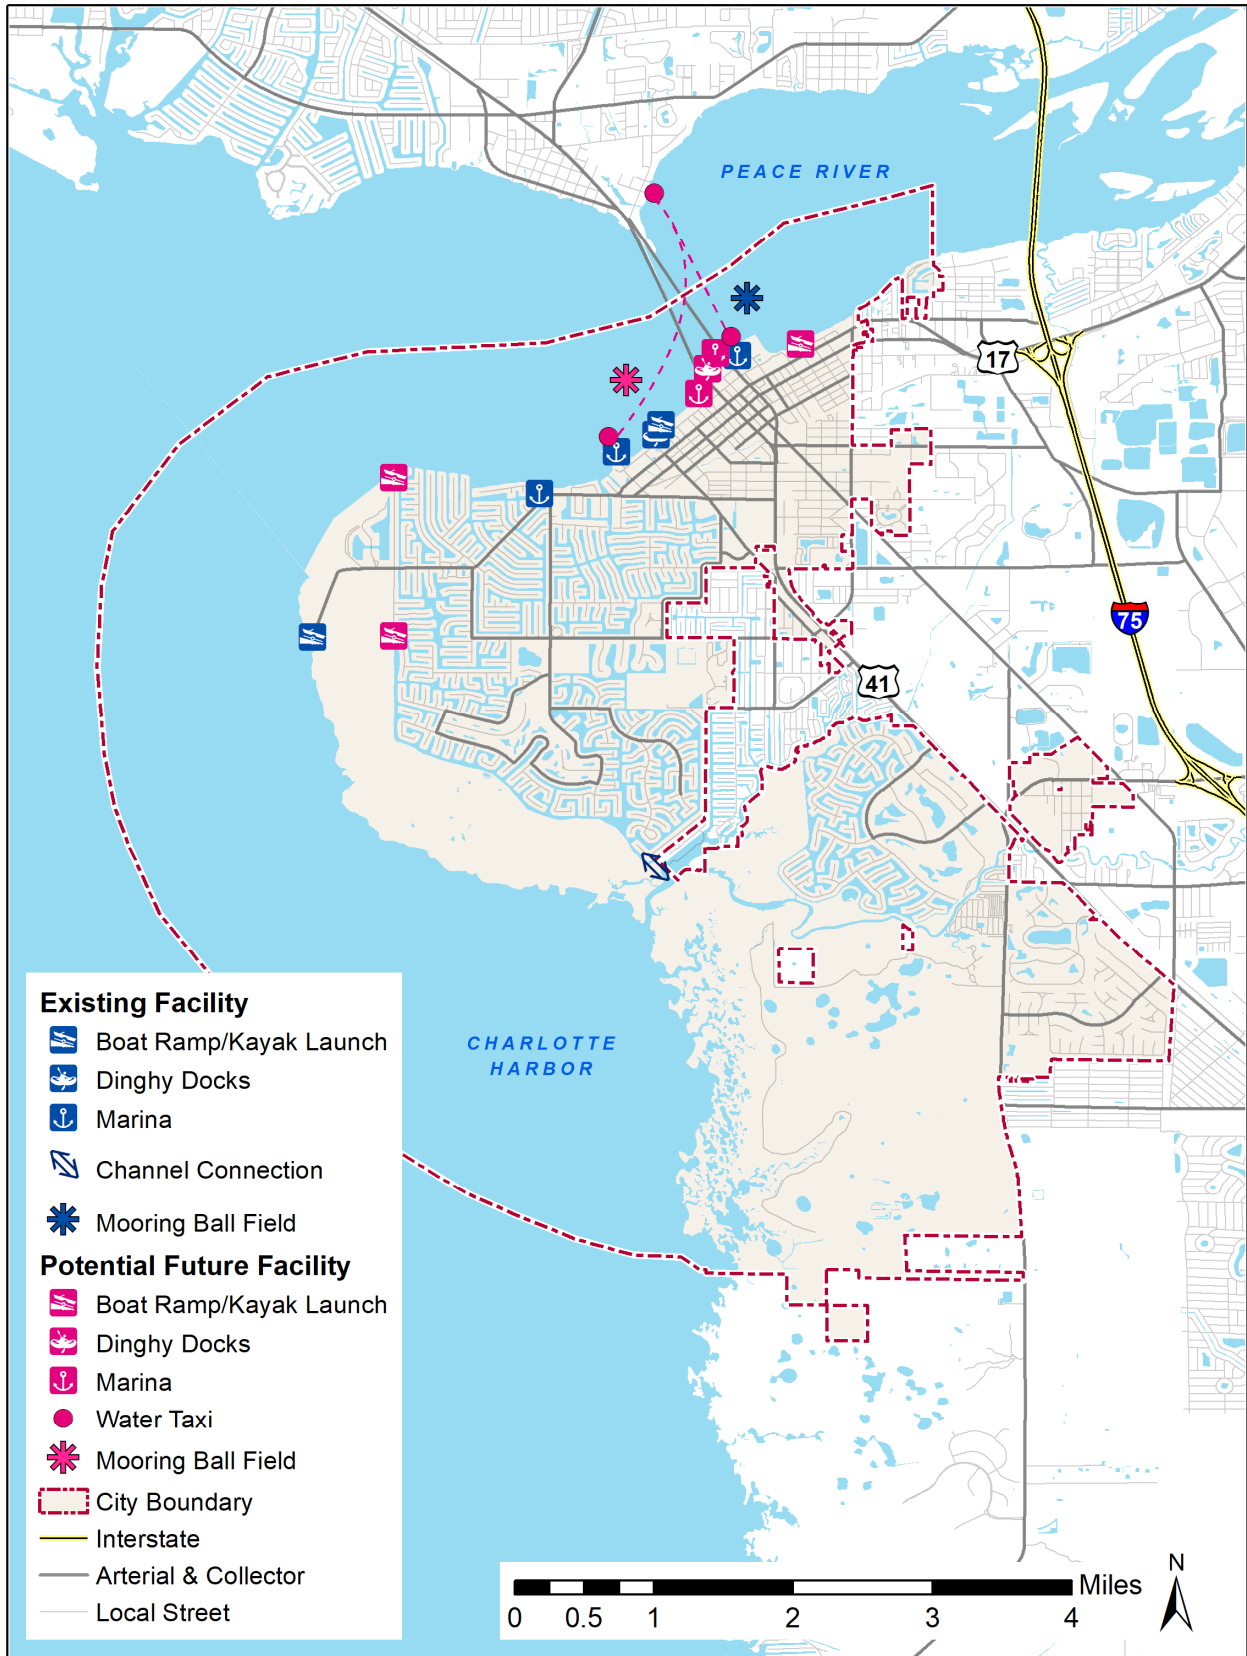 PEACE RIVER
17
75
41
CHARLOTTE
HARBOR
Existing Facility
Boat Ramp/Kayak Launch
Dinghy Docks
Marina
Channel Connection
Mooring Ball Field
Potential Future Facility
Boat Ramp/Kayak Launch
Dinghy Docks
Marina
Water Taxi
Mooring Ball Field
City Boundary
Interstate
Arterial & Collector
Local Street
Miles
0 0.5 1 2 3 4
N